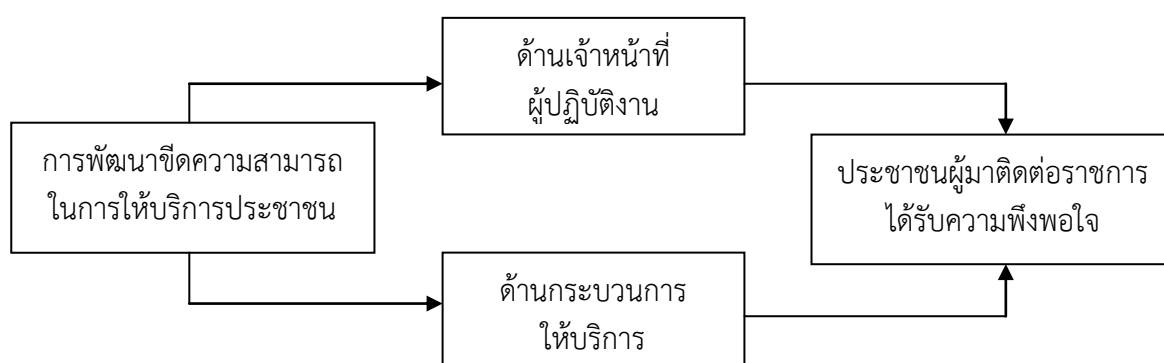 ด้านเจ้าหน้าที่
ผู้ปฏิบัติงาน
การพัฒนาขีดความสามารถ
ในการให้บริการประชาชน
ประชาชนผู้มาติดต่อราชการ
ได้รับความพึงพอใจ
ด้านกระบวนการ
ให้บริการ